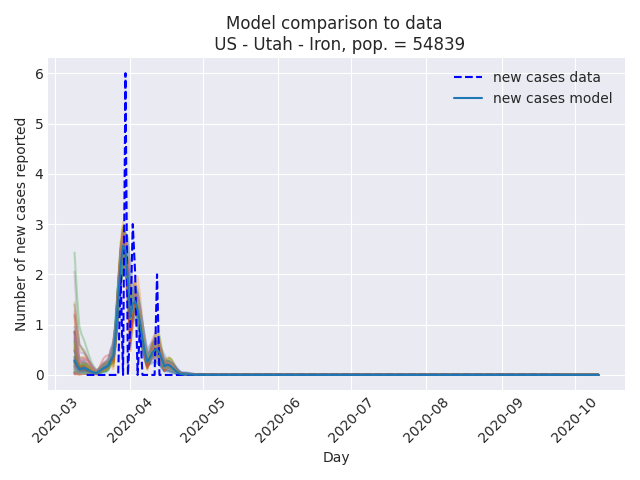 Model comparison to data
US - Utah - Iron, pop. = 54839
new cases data
new cases model
Number of new cases reported
6
5
4
3
2
1
0
2020-03
2020-04
2020-05
2020-06
2020-07
2020-08
2020-09
2020-10
Day